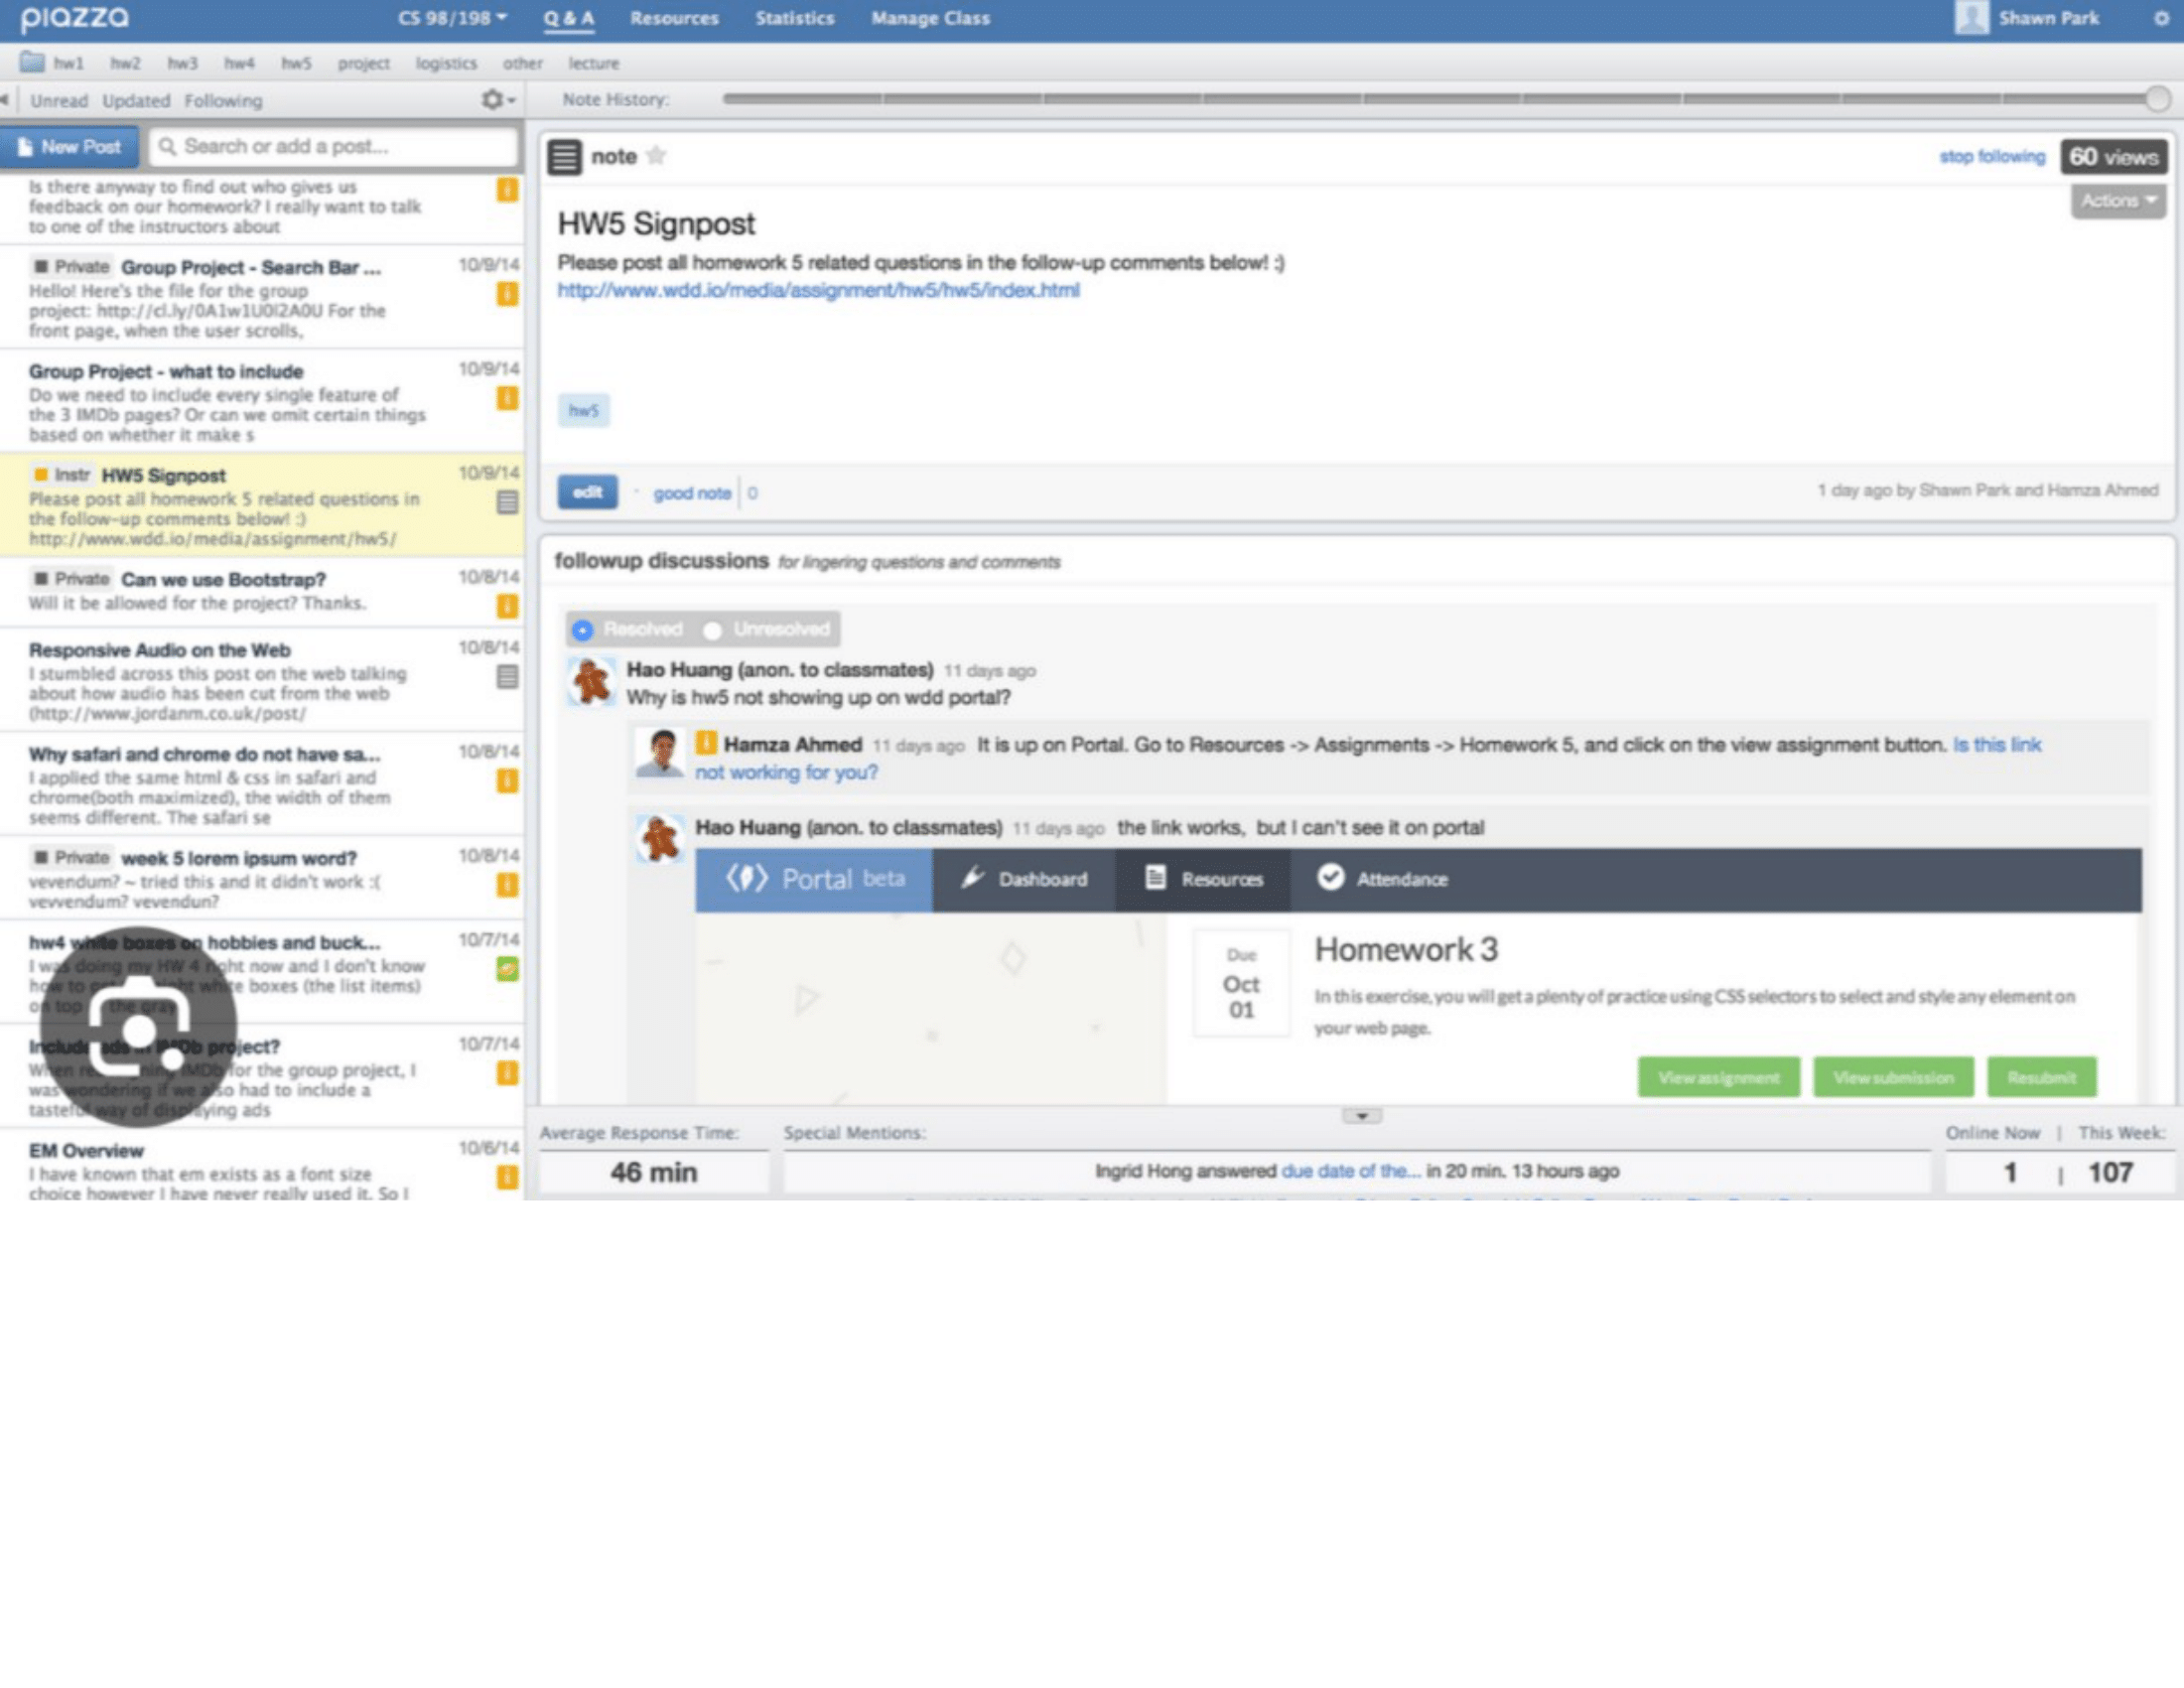 piazza
CS 98/198
Q & A
Resources
Statistics
Manage Class
Shawn Park
hw1
hw2
hw3
hw4
hw5
project
logistics
other
lecture
Unread
Updated
Following
Note History:
New Post
Search or add a post...
Is there anyway to find out who gives us
feedback on our homework? I really want to talk
to one of the instructors about
Private Group Project - Search Bar ... 10/9/14
Hello! Here's the file for the group
project: http://cl.ly/0A1w1U0I2A0U For the
front page, when the user scrolls,
Group Project - what to include 10/9/14
Do we need to include every single feature of
the 3 IMDb pages? Or can we omit certain things
based on whether it make s
Instr HW5 Signpost 10/9/14
Please post all homework 5 related questions in
the follow-up comments below! :)
http://www.wdd.io/media/assignment/hw5/
Private Can we use Bootstrap? 10/8/14
Will it be allowed for the project? Thanks.
Responsive Audio on the Web 10/8/14
I stumbled across this post on the web talking
about how audio has been cut from the web
(http://www.jordanm.co.uk/post/
Why safari and chrome do not have sa... 10/8/14
I applied the same html & css in safari and
chrome(both maximized), the width of them
seems different. The safari se
Private week 5 lorem ipsum word? 10/8/14
vevendum? ~ tried this and it didn't work :(
vevvendum? vevendun?
hw4 white boxes on hobbies and buck... 10/7/14
I was doing my HW 4 right now and I don't know
how to white boxes (the list items)
on top the gray
Include ads in IMDb project? 10/7/14
When IMDb for the group project, I
was wondering if we also had to include a
tasteful way of displaying ads
EM Overview 10/6/14
I have known that em exists as a font size
choice however I have never really used it. So I
note
stop following
60 views
Actions
HW5 Signpost
Please post all homework 5 related questions in the follow-up comments below! :)
http://www.wdd.io/media/assignment/hw5/hw5/index.html
hw5
edit · good note | 0
1 day ago by Shawn Park and Hamza Ahmed
followup discussions for lingering questions and comments
Resolved Unresolved
Hao Huang (anon. to classmates) 11 days ago
Why is hw5 not showing up on wdd portal?
Hamza Ahmed 11 days ago It is up on Portal. Go to Resources -> Assignments -> Homework 5, and click on the view assignment button. Is this link
not working for you?
Hao Huang (anon. to classmates) 11 days ago the link works, but I can't see it on portal
Portal beta
Dashboard
Resources
Attendance
Due
Oct
01
Homework 3
In this exercise, you will get a plenty of practice using CSS selectors to select and style any element on
your web page.
View assignment
View submission
Resubmit
Average Response Time:
46 min
Special Mentions:
Ingrid Hong answered due date of the... in 20 min. 13 hours ago
Online Now | This Week:
1 | 107